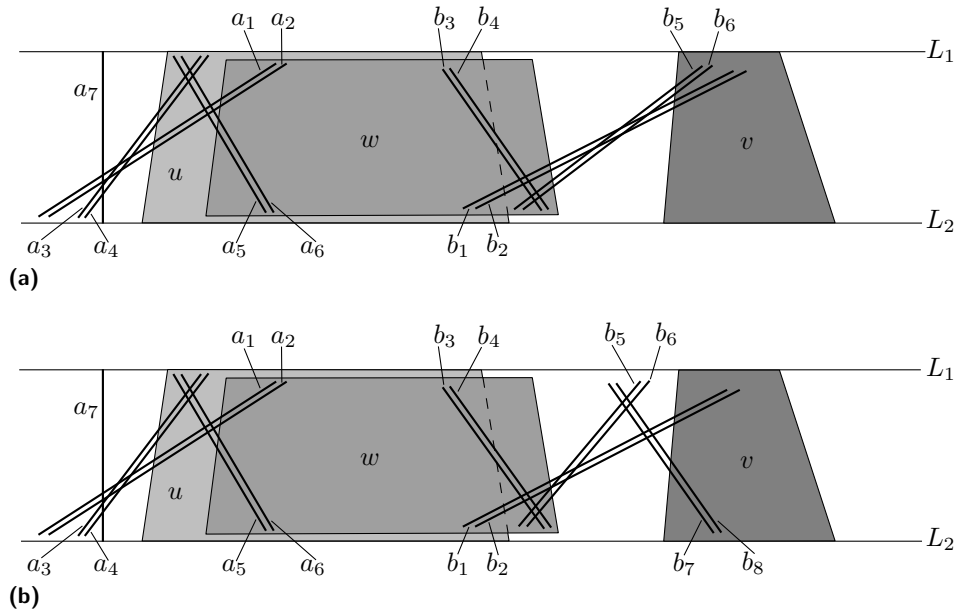 a1 a2 b3 b4 b5 b6
L1
a7
w
u v
L2
a3 a4 a5 a6 b1 b2
(a)
a1 a2 b3 b4 b5 b6
L1
a7
w
u v
L2
a3 a4 a5 a6 b1 b2 b7 b8
(b)